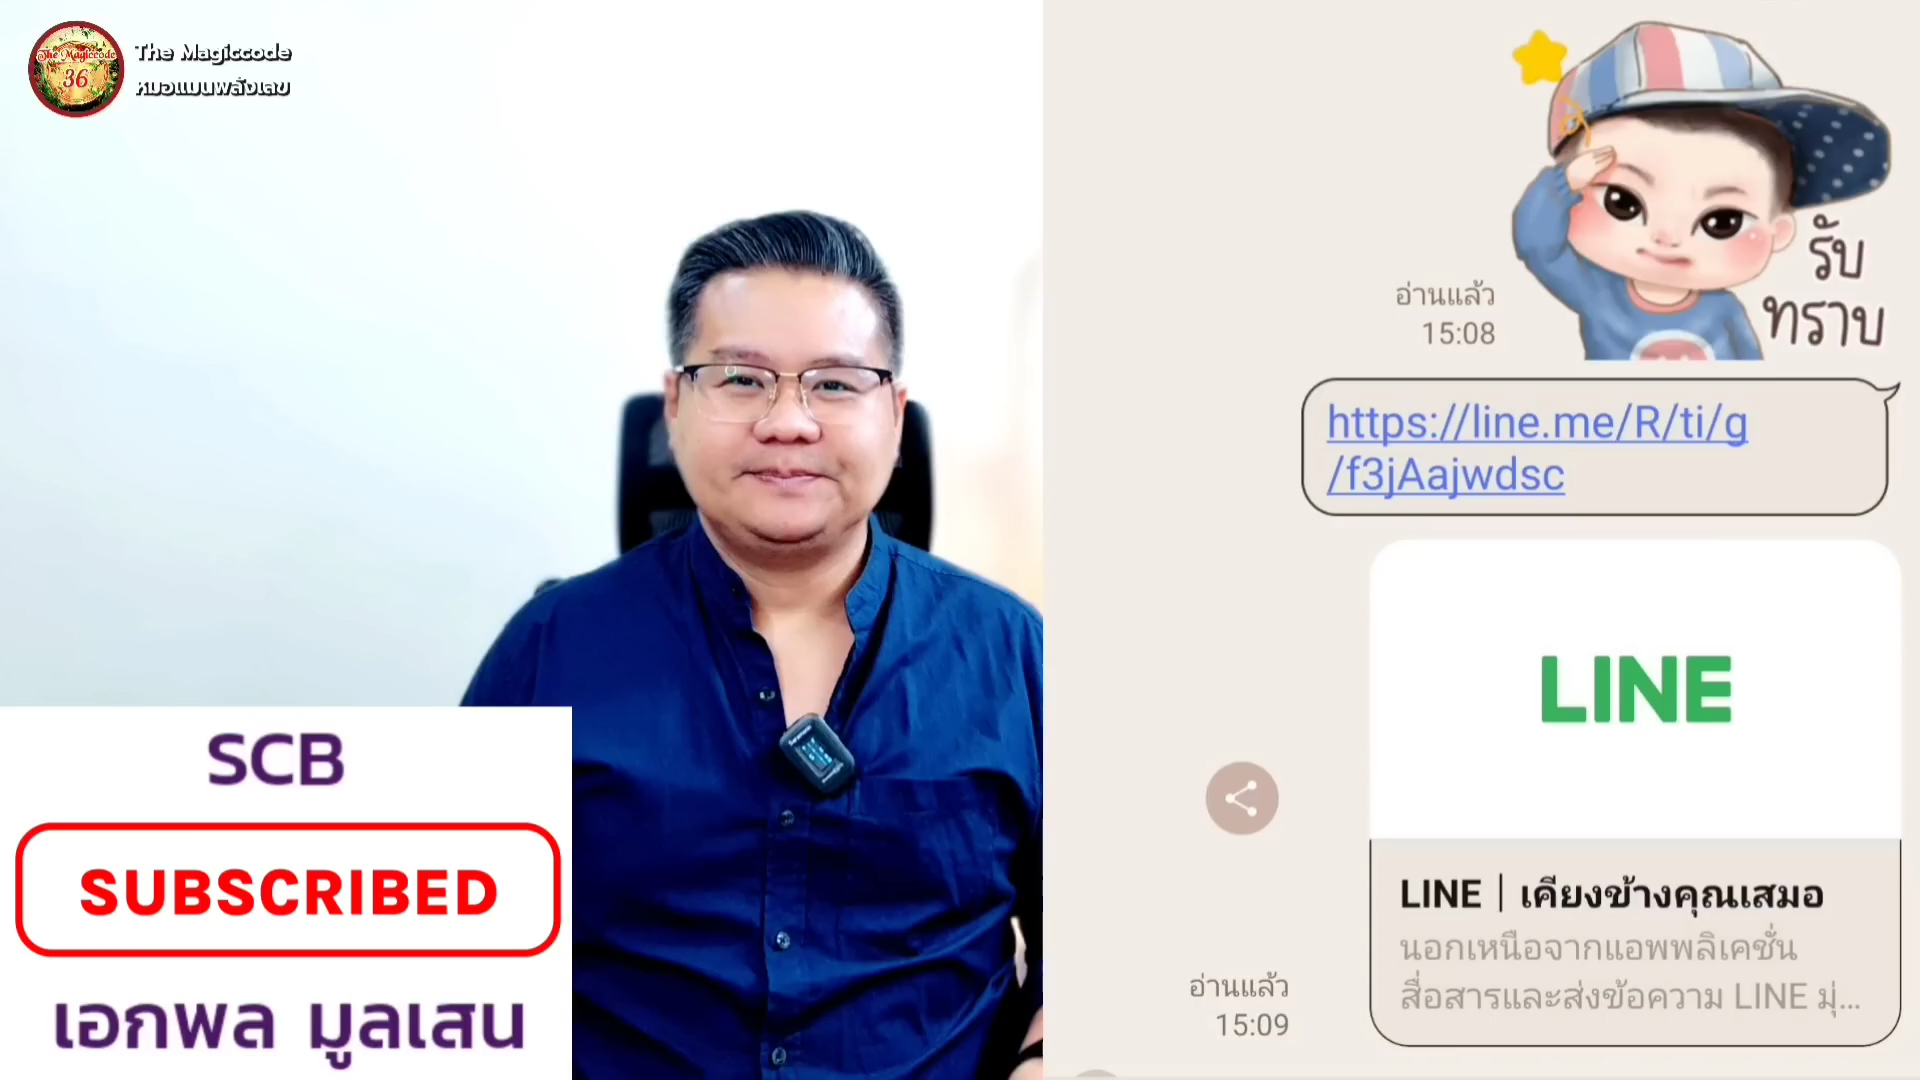 The Magiccode
36
The Magiccode
หมอแมนพลังเลข
SCB
SUBSCRIBED
เอกพล มูลเสน
รับ
ทราบ
อ่านแล้ว
15:08
https://line.me/R/ti/g
/f3jAajwdsc
LINE
LINE | เคียงข้างคุณเสมอ
นอกเหนือจากแอพพลิเคชั่น
สื่อสารและส่งข้อความ LINE มุ่...
อ่านแล้ว
15:09